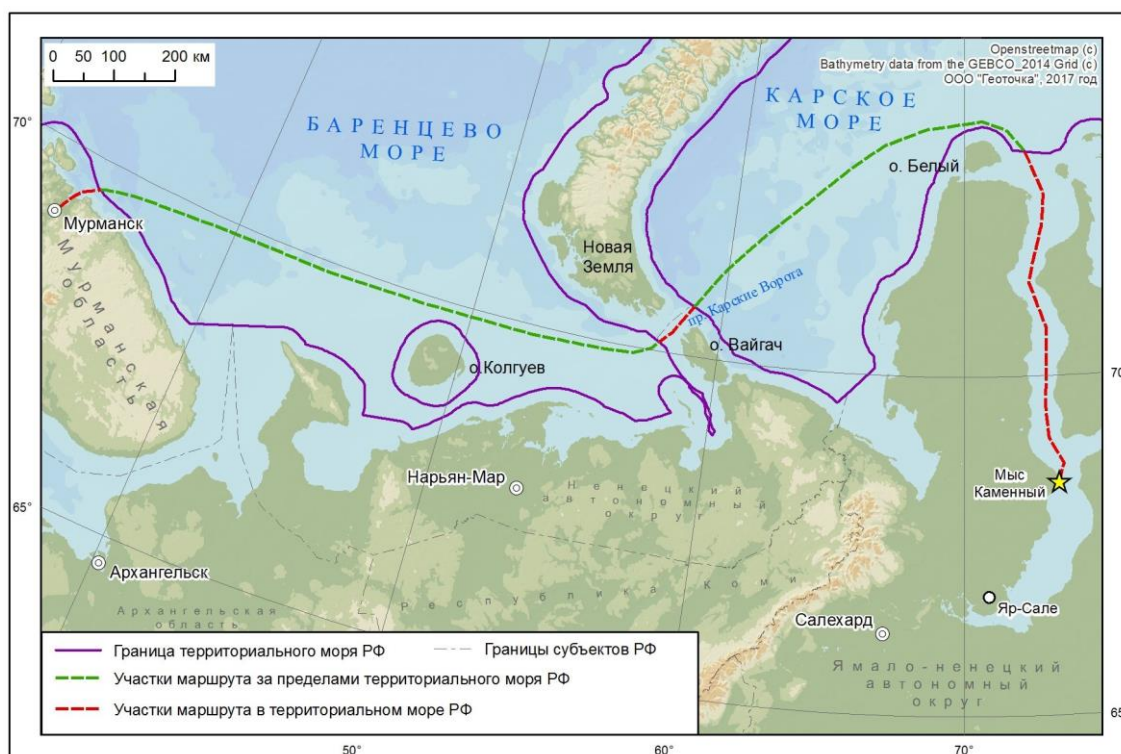 0 50 100 200 км
Openstreetmap (c)
Bathymetry data from the GEBCO_2014 Grid (c)
ООО "Геоточка", 2017 год
70°
БАРЕНЦЕВО
МОРЕ
КАРСКОЕ
МОРЕ
о. Белый
Мурманск
Мурманская
область
Новая
Земля
пр. Карские Ворота
о. Вайгач
о.Колгуев
70°
Мыс
Каменный
Нарьян-Мар
Ненецкий
автономный
округ
65°
Архангельск
Архангельская
область
Республика Коми
Яр-Сале
Салехард
Ямало-ненецкий
автономный
округ
65°
Граница территориального моря РФ
Границы субъектов РФ
Участки маршрута за пределами территориального моря РФ
Участки маршрута в территориальном море РФ
50°
60°
70°